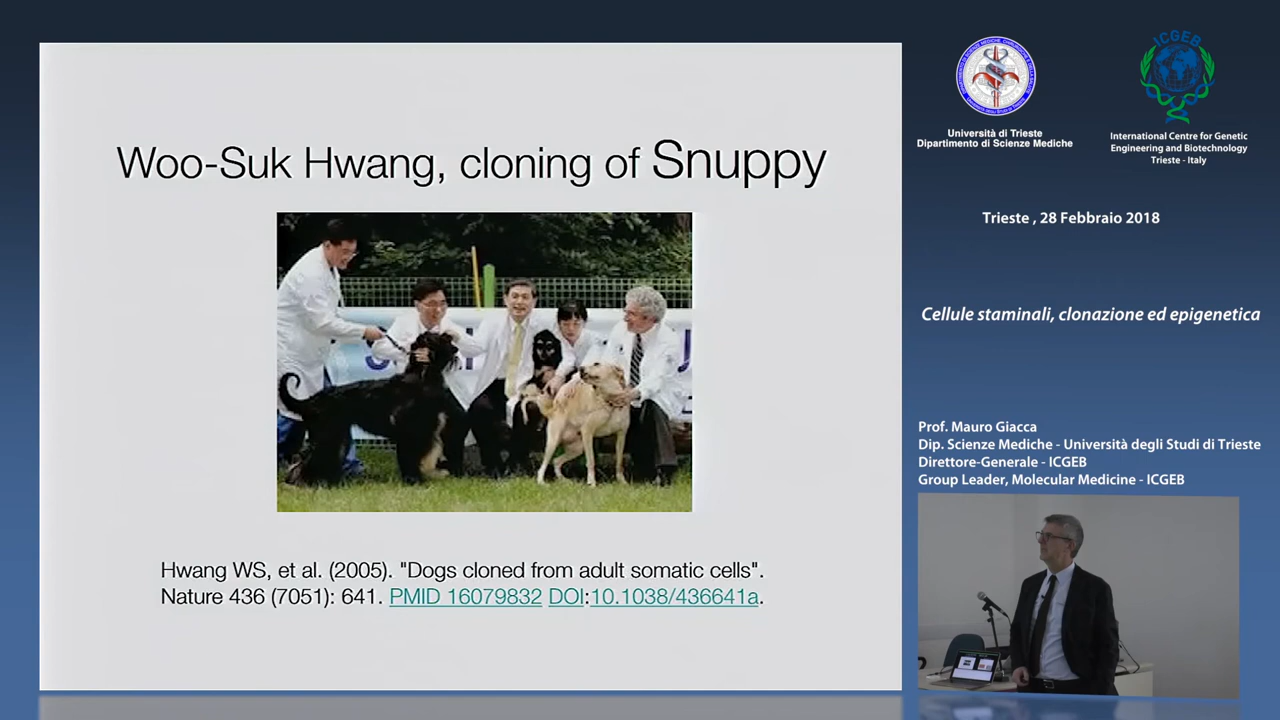 Woo-Suk Hwang, cloning of Snuppy
Hwang WS, et al. (2005). "Dogs cloned from adult somatic cells".
Nature 436 (7051): 641. PMID 16079832 DOI:10.1038/436641a.
Università di Trieste
Dipartimento di Scienze Mediche
ICGEB
International Centre for Genetic
Engineering and Biotechnology
Trieste - Italy
Trieste , 28 Febbraio 2018
Cellule staminali, clonazione ed epigenetica
Prof. Mauro Giacca
Dip. Scienze Mediche - Università degli Studi di Trieste
Direttore-Generale - ICGEB
Group Leader, Molecular Medicine - ICGEB